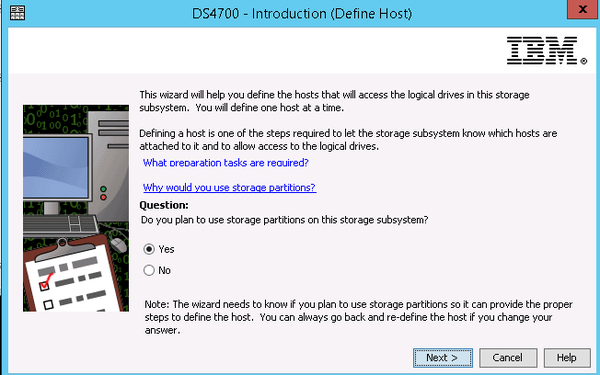 DS4700 - Introduction (Define Host)
x
IBM®
This wizard will help you define the hosts that will access the logical drives in this storage
subsystem. You will define one host at a time.
Defining a host is one of the steps required to let the storage subsystem know which hosts are
attached to it and to allow access to the logical drives.
What preparation tasks are required?
Why would you use storage partitions?
Question:
Do you plan to use storage partitions on this storage subsystem?
Yes
No
Note: The wizard needs to know if you plan to use storage partitions so it can provide the proper
steps to define the host. You can always go back and re-define the host if you change your
answer.
Next >
Cancel
Help